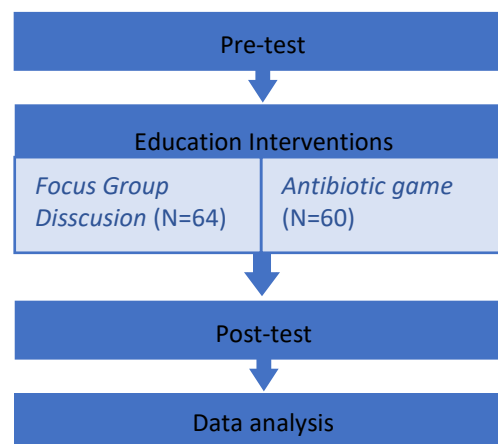 Pre-test
Education Interventions
Focus Group
Disscusion (N=64)
Antibiotic game
(N=60)
Post-test
Data analysis